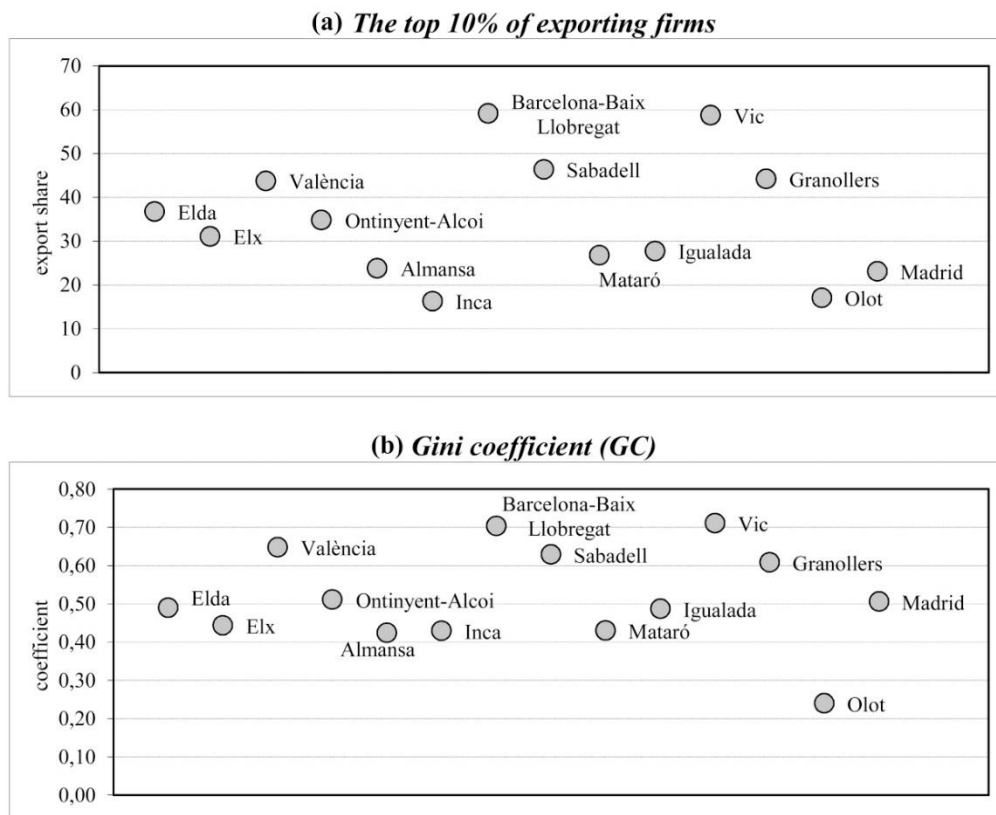 (a) The top 10% of exporting firms
70
60
50
40
30
20
10
0
export share
Elda
Elx
València
Ontinyent-Alcoi
Almansa
Inca
Barcelona-Baix
Llobregat
Sabadell
Mataró
Igualada
Vic
Granollers
Olot
Madrid
(b) Gini coefficient (GC)
0,80
0,70
0,60
0,50
0,40
0,30
0,20
0,10
0,00
coefficient
Elda
Elx
València
Ontinyent-Alcoi
Almansa
Inca
Barcelona-Baix
Llobregat
Sabadell
Mataró
Igualada
Vic
Granollers
Olot
Madrid